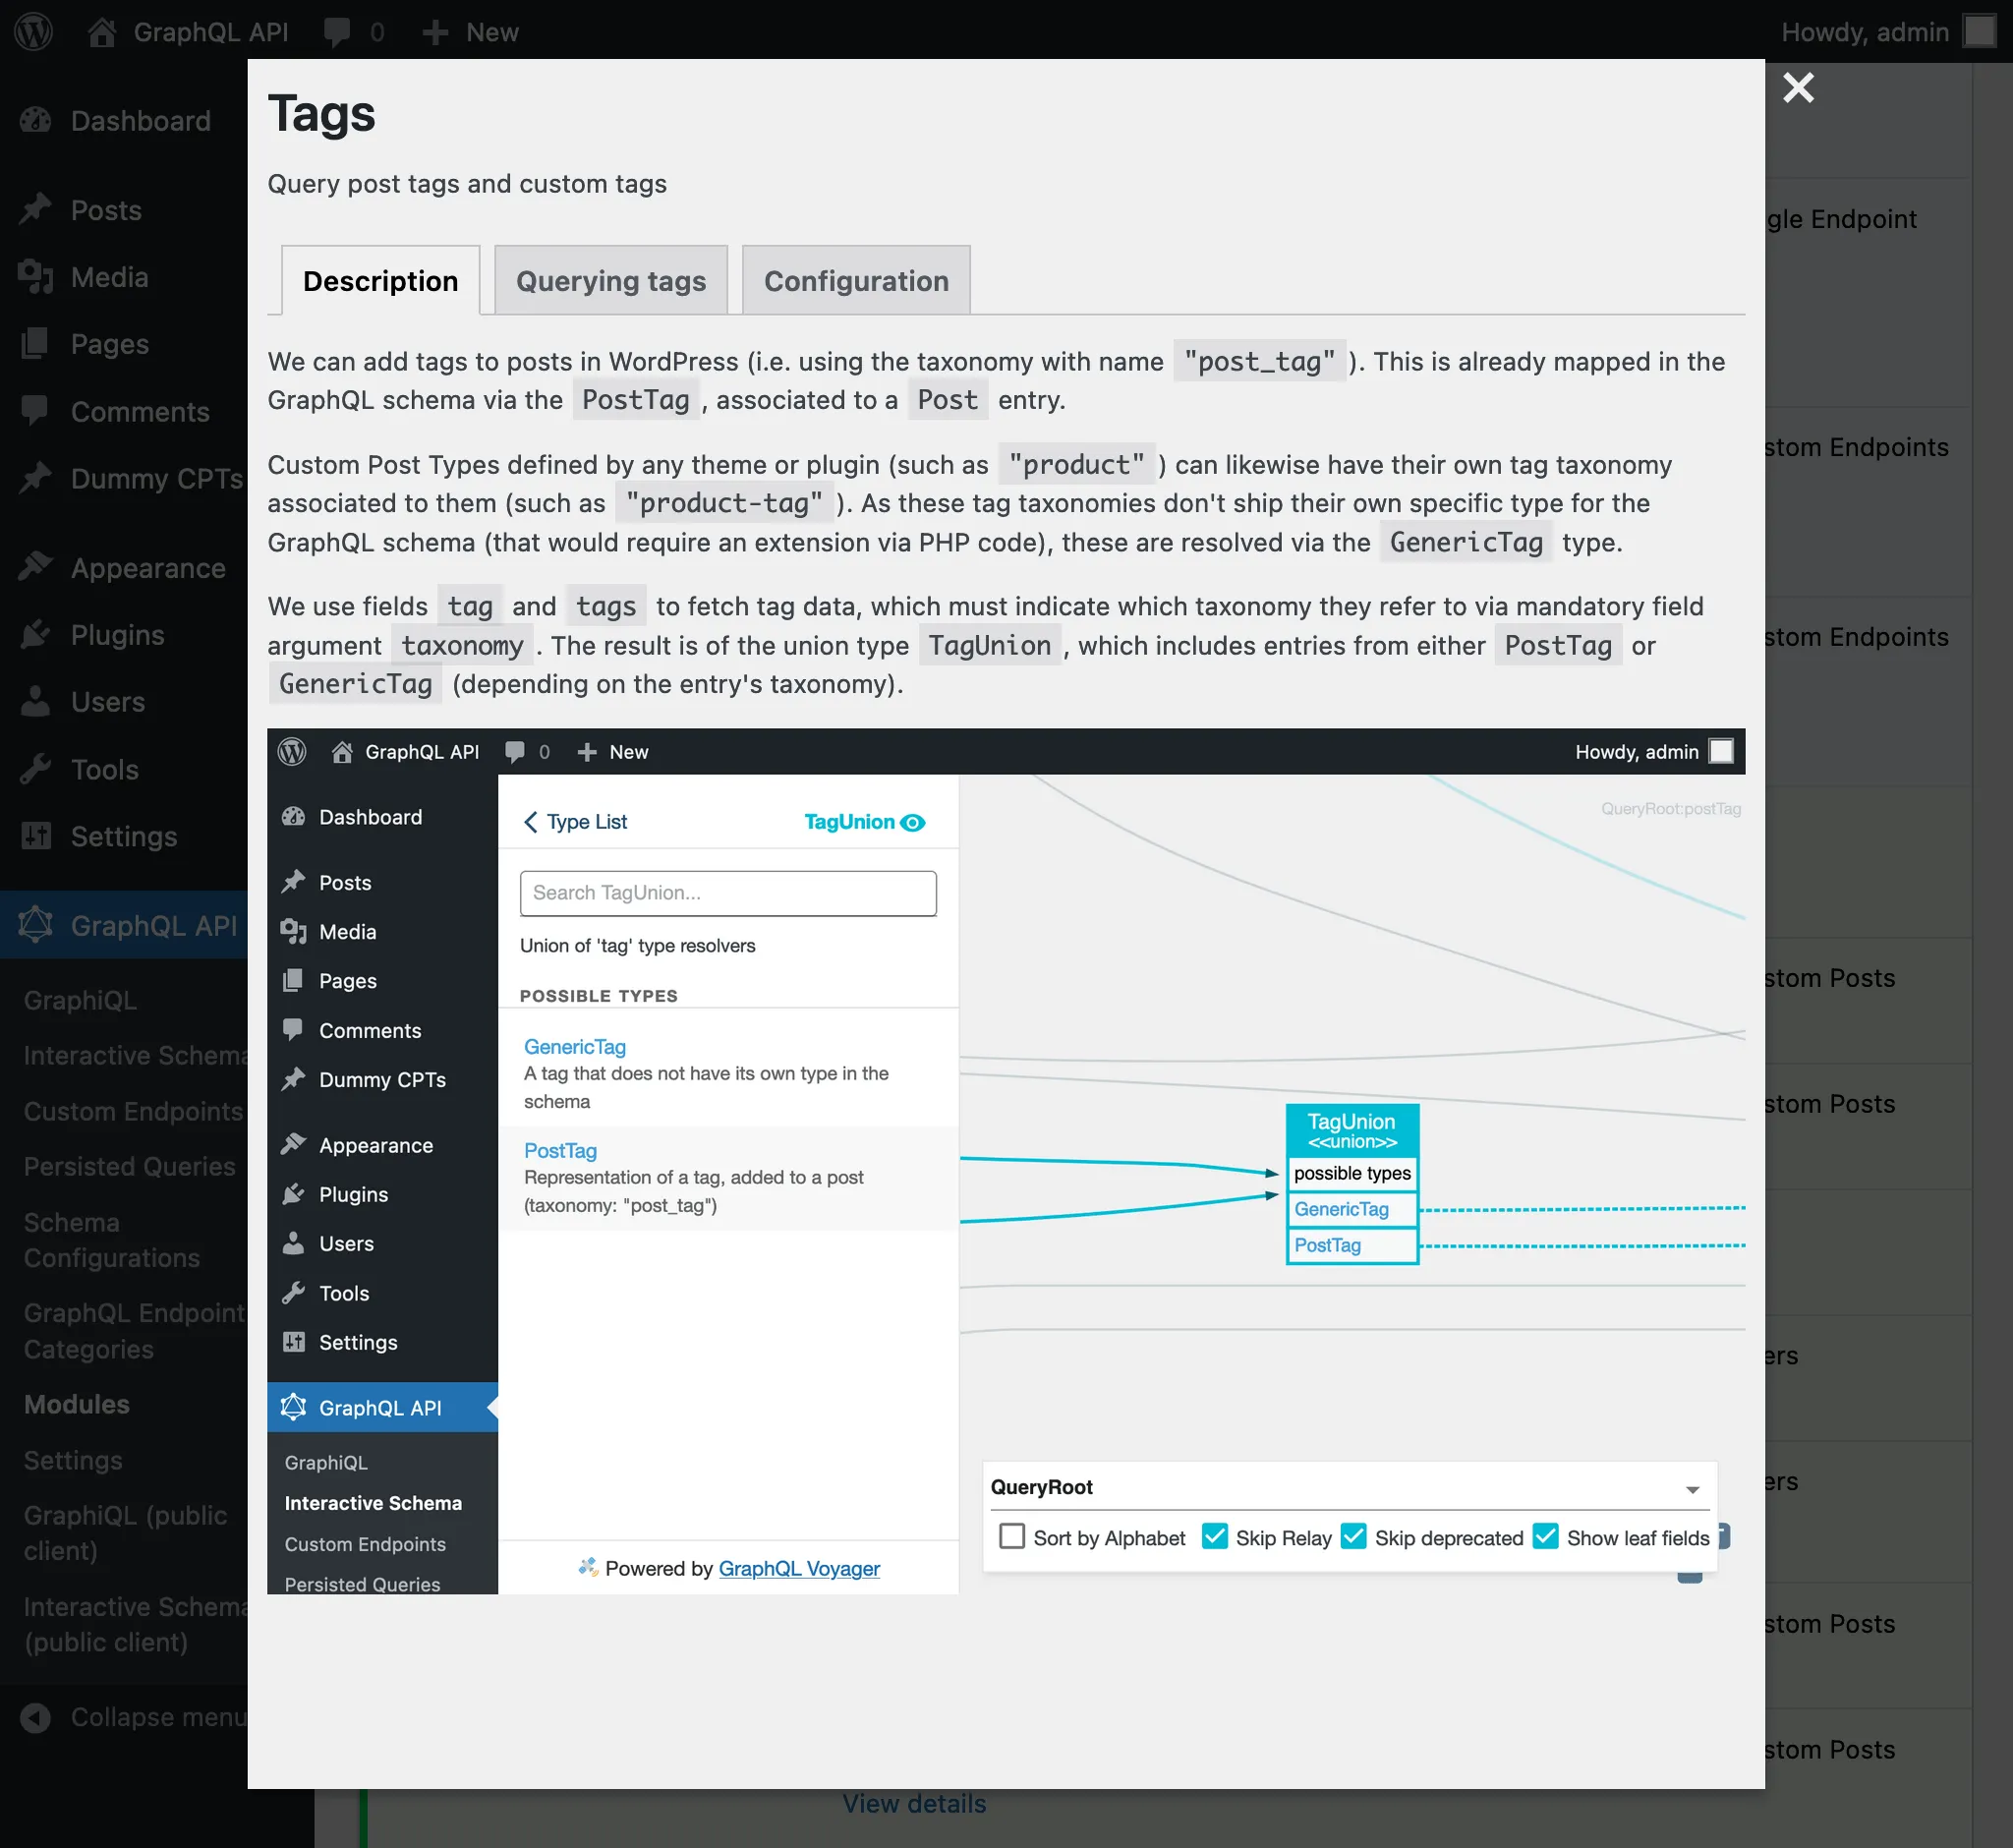 GraphQL API
0
New
Howdy, admin
Dashboard
Posts
Media
Pages
Comments
Dummy CPTs
Appearance
Plugins
Users
Tools
Settings
GraphQL API
GraphiQL
Interactive Schema
Custom Endpoints
Persisted Queries
Schema
Configurations
GraphQL Endpoint
Categories
Modules
Settings
GraphiQL (public
client)
Interactive Schema
(public client)
Collapse menu
Tags
Query post tags and custom tags
Description
Querying tags
Configuration
We can add tags to posts in WordPress (i.e. using the taxonomy with name "post_tag" ). This is already mapped in the
GraphQL schema via the PostTag , associated to a Post entry.
Custom Post Types defined by any theme or plugin (such as "product" ) can likewise have their own tag taxonomy
associated to them (such as "product-tag" ). As these tag taxonomies don't ship their own specific type for the
GraphQL schema (that would require an extension via PHP code), these are resolved via the GenericTag type.
We use fields tag and tags to fetch tag data, which must indicate which taxonomy they refer to via mandatory field
argument taxonomy . The result is of the union type TagUnion , which includes entries from either PostTag or
GenericTag (depending on the entry's taxonomy).
GraphQL API
0
New
Howdy, admin
Dashboard
Posts
Media
Pages
Comments
Dummy CPTs
Appearance
Plugins
Users
Tools
Settings
GraphQL API
GraphiQL
Interactive Schema
Custom Endpoints
Persisted Queries
Type List
TagUnion
Search TagUnion...
Union of 'tag' type resolvers
POSSIBLE TYPES
GenericTag
A tag that does not have its own type in the
schema
PostTag
Representation of a tag, added to a post
(taxonomy: "post_tag")
Powered by GraphQL Voyager
QueryRoot:postTag
TagUnion
<<union>>
possible types
GenericTag
PostTag
QueryRoot
Sort by Alphabet
Skip Relay
Skip deprecated
Show leaf fields
gle Endpoint
stom Endpoints
stom Endpoints
stom Posts
stom Posts
ers
ers
stom Posts
stom Posts
View details